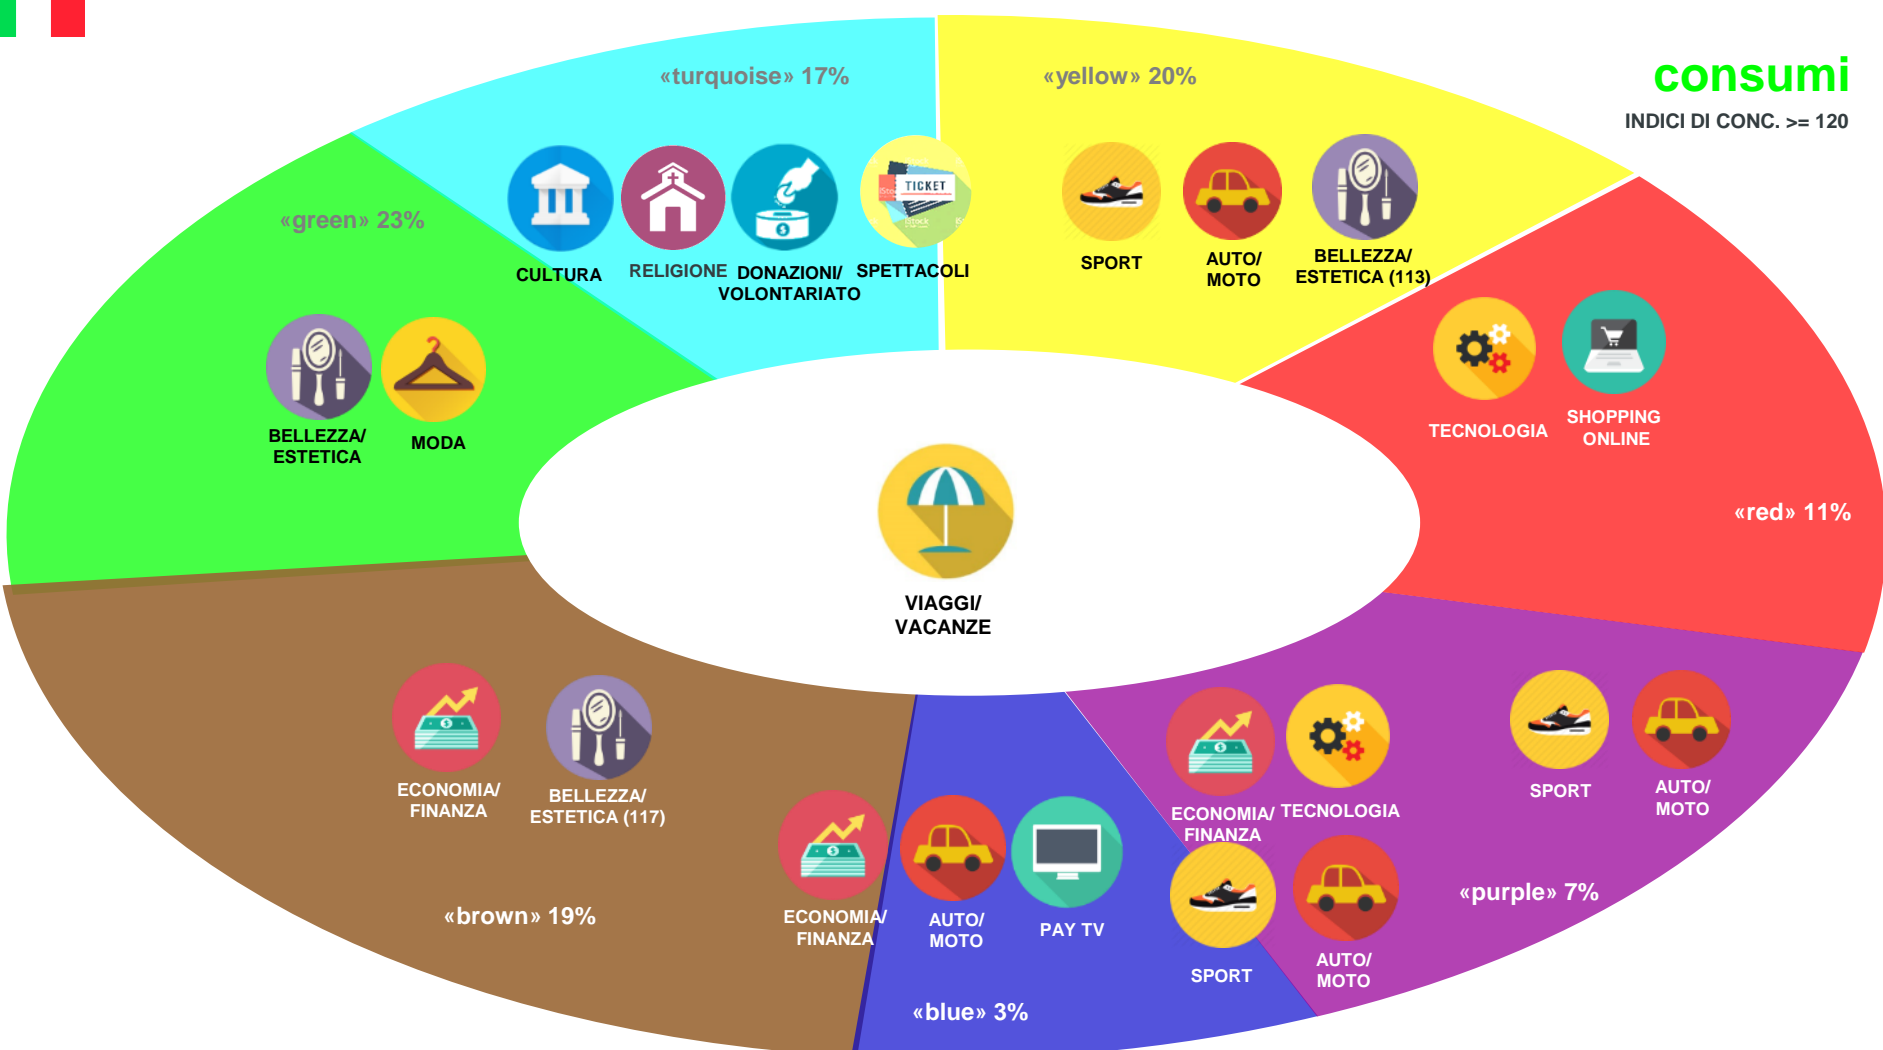 consumi
INDICI DI CONC. >= 120
«turquoise» 17%
«yellow» 20%
«green» 23%
CULTURA
RELIGIONE
DONAZIONI/
VOLONTARIATO
TICKET
SPETTACOLI
SPORT
AUTO/
MOTO
BELLEZZA/
ESTETICA (113)
BELLEZZA/
ESTETICA
MODA
TECNOLOGIA
SHOPPING
ONLINE
«red» 11%
VIAGGI/
VACANZE
ECONOMIA/
FINANZA
BELLEZZA/
ESTETICA (117)
«brown» 19%
ECONOMIA/
FINANZA
AUTO/
MOTO
PAY TV
«blue» 3%
ECONOMIA/
FINANZA
TECNOLOGIA
SPORT
AUTO/
MOTO
SPORT
AUTO/
MOTO
«purple» 7%